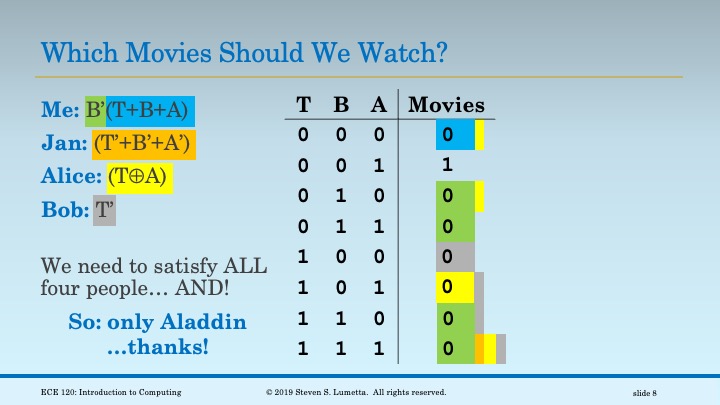 Which Movies Should We Watch?
Me: B’(T+B+A)
Jan: (T’+B’+A’)
Alice: (T⊕A)
Bob: T’
We need to satisfy ALL
four people… AND!
So: only Aladdin
…thanks!
T B A Movies
0 0 0 0
0 0 1 1
0 1 0 0
0 1 1 0
1 0 0 0
1 0 1 0
1 1 0 0
1 1 1 0
ECE 120: Introduction to Computing
© 2019 Steven S. Lumetta. All rights reserved.
slide 8